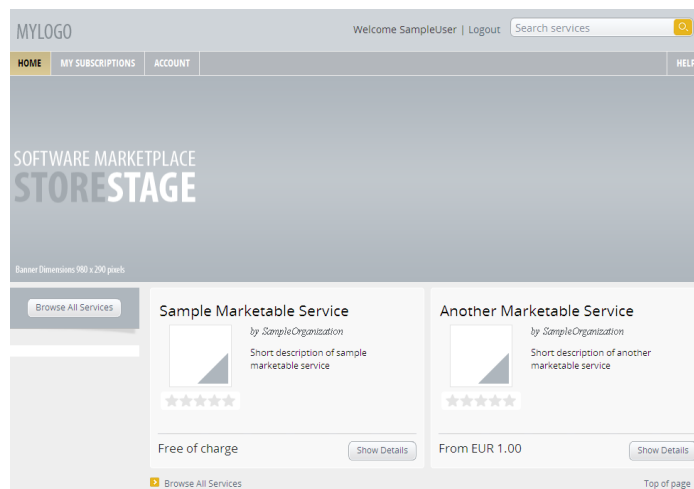 MYLOGO
Welcome SampleUser | Logout
Search services
HOME MY SUBSCRIPTIONS ACCOUNT HELP
SOFTWARE MARKETPLACE
STORESTAGE
Banner Dimensions 980 x 290 pixels
Browse All Services
Sample Marketable Service
by SampleOrganization
Short description of sample
marketable service
Free of charge
Show Details
Another Marketable Service
by SampleOrganization
Short description of another
marketable service
From EUR 1.00
Show Details
Browse All Services
Top of page